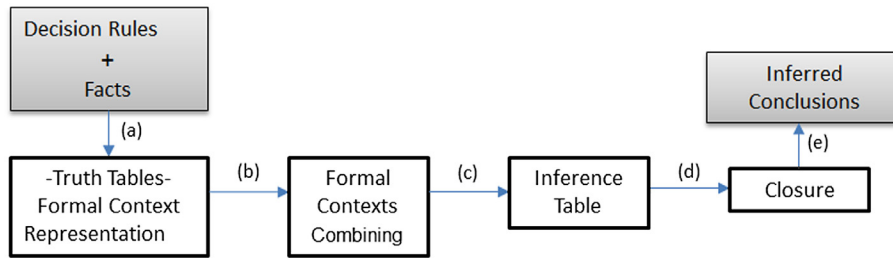 Decision Rules
+
Facts
(a)
-Truth Tables-
Formal Context
Representation
(b)
Formal
Contexts
Combining
(c)
Inference
Table
(d)
Closure
(e)
Inferred
Conclusions